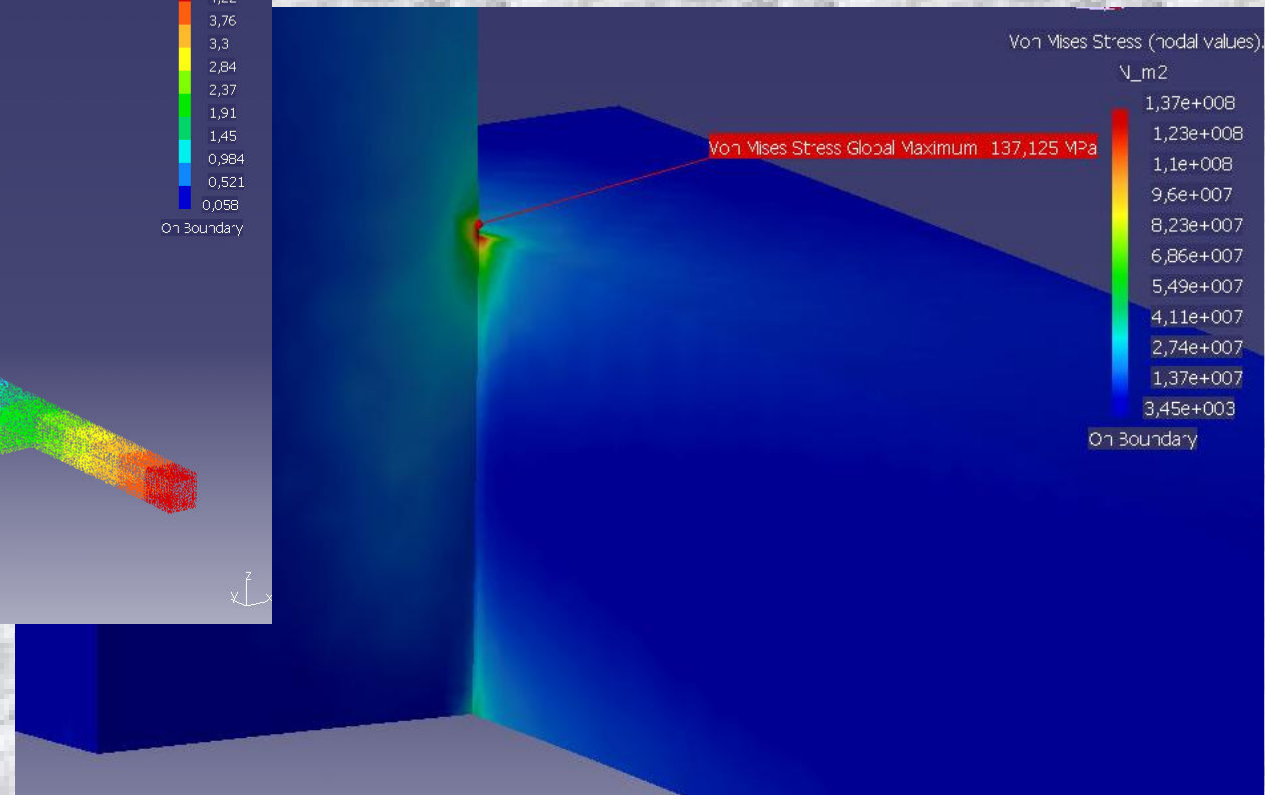 3,76
3,3
2,84
2,37
1,91
1,45
0,984
0,521
0,058
On Boundary
z
y
x
Von Mises Stress (nodal values).
N_m2
1,37e+008
1,23e+008
1,1e+008
9,6e+007
8,23e+007
6,86e+007
5,49e+007
4,11e+007
2,74e+007
1,37e+007
3,45e+003
On Boundary
Von Mises Stress Global Maximum 137,125 MPa